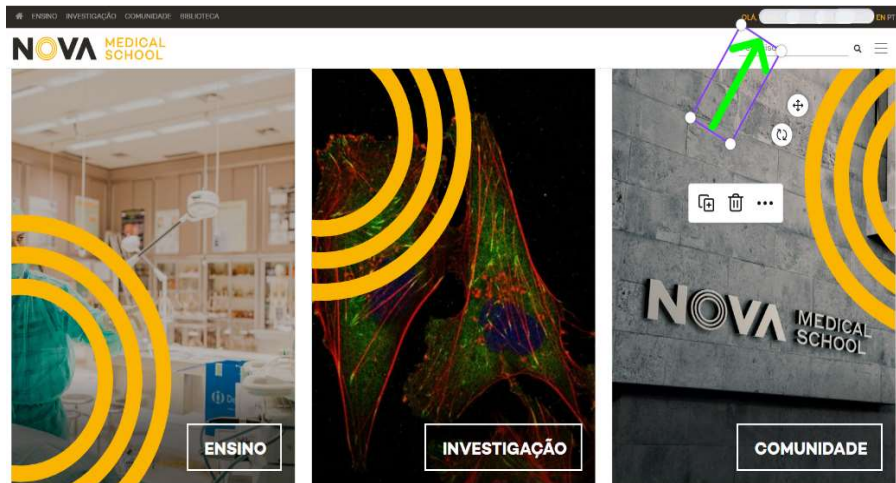 ENSINO INVESTIGAÇÃO COMUNIDADE BIBLIOTECA
OLÁ,
EN PT
NOVA MEDICAL
SCHOOL
NOVA MEDICAL
SCHOOL
ENSINO
INVESTIGAÇÃO
COMUNIDADE